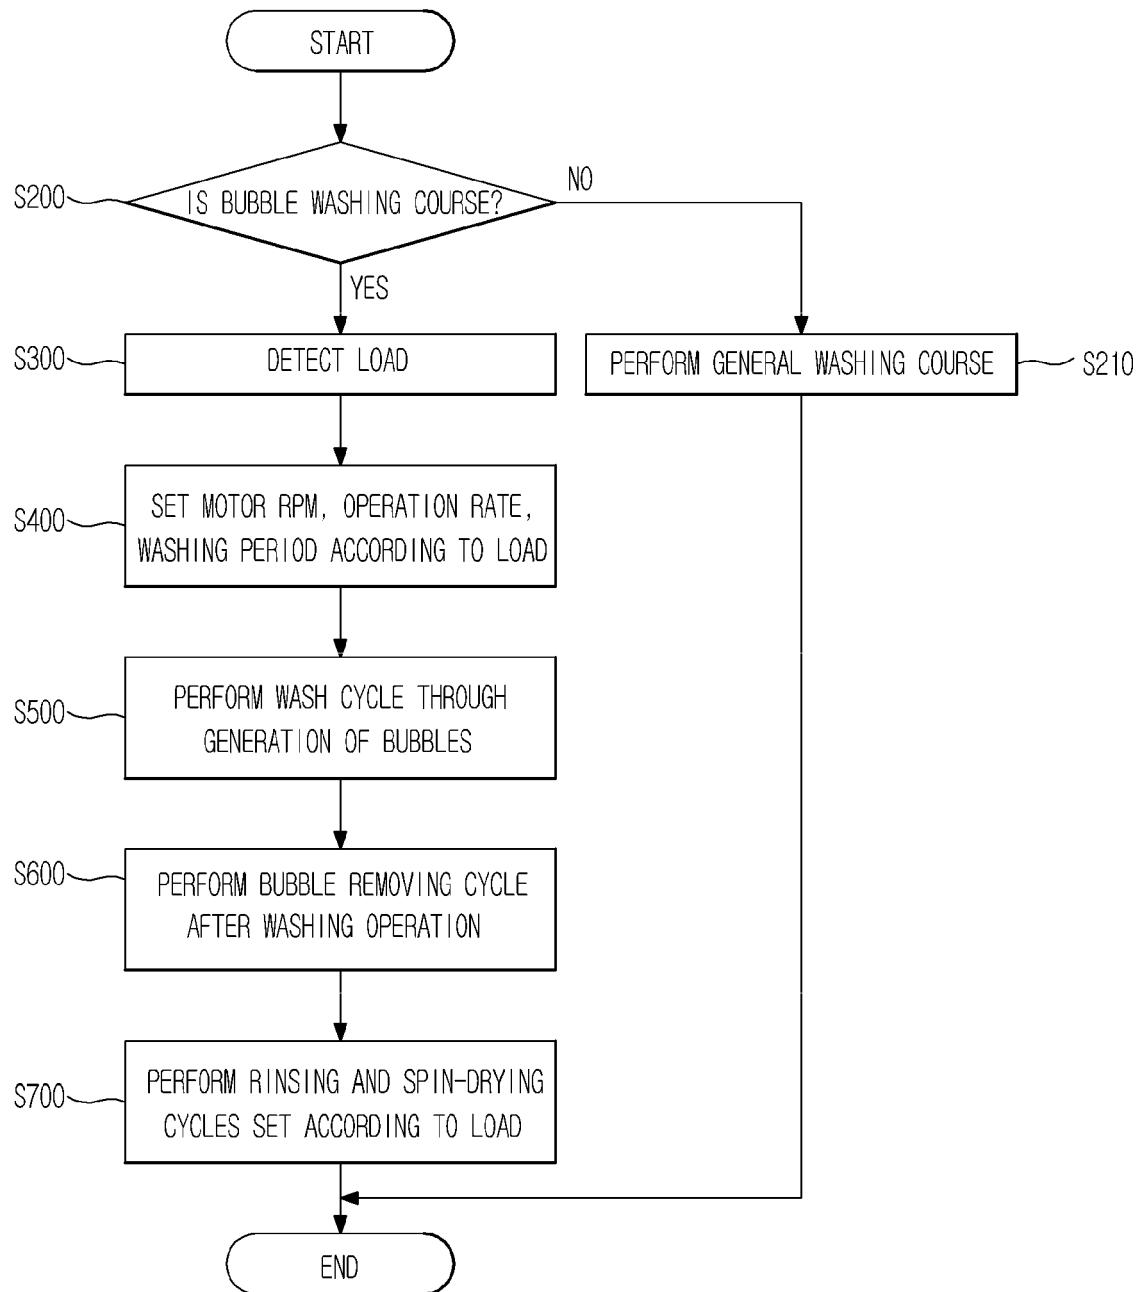 START
S200
IS BUBBLE WASHING COURSE?
NO
YES
S300
DETECT LOAD
PERFORM GENERAL WASHING COURSE
S210
S400
SET MOTOR RPM, OPERATION RATE,
WASHING PERIOD ACCORDING TO LOAD
S500
PERFORM WASH CYCLE THROUGH
GENERATION OF BUBBLES
S600
PERFORM BUBBLE REMOVING CYCLE
AFTER WASHING OPERATION
S700
PERFORM RINSING AND SPIN-DRYING
CYCLES SET ACCORDING TO LOAD
END